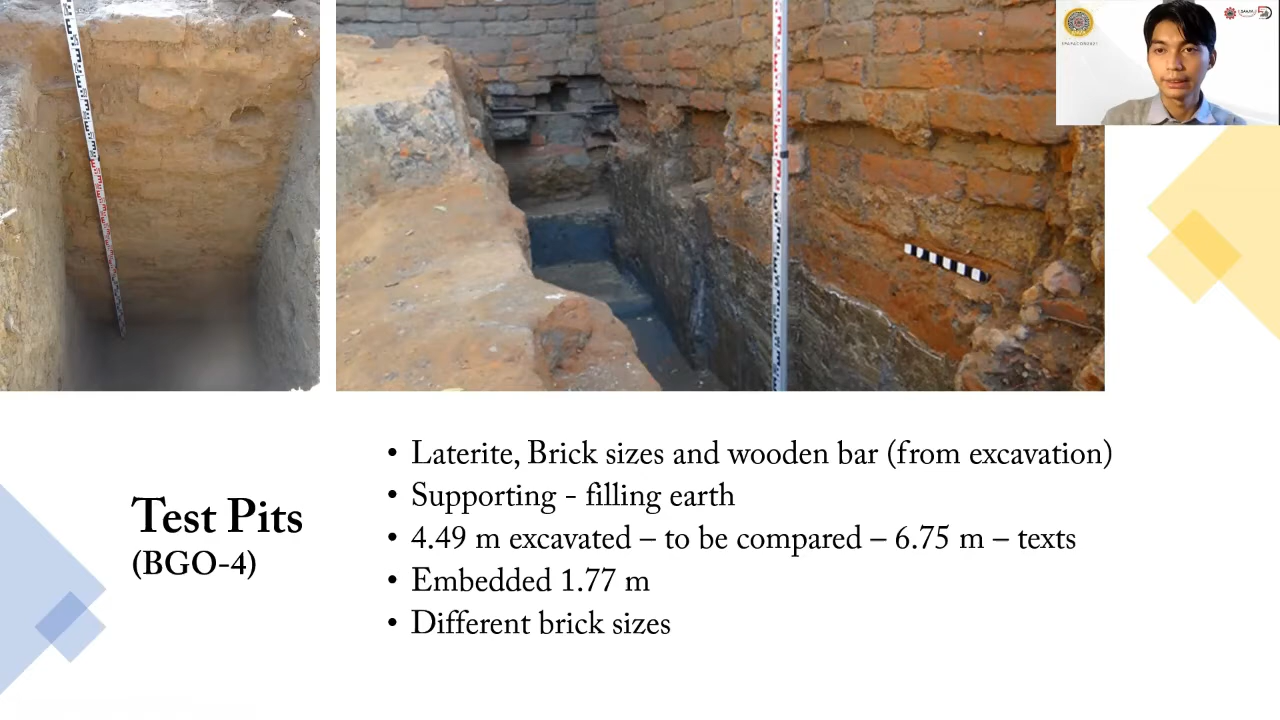 Test Pits
(BGO-4)
• Laterite, Brick sizes and wooden bar (from excavation)
• Supporting - filling earth
• 4.49 m excavated – to be compared – 6.75 m – texts
• Embedded 1.77 m
• Different brick sizes